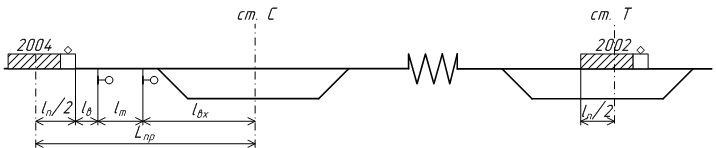 ст. С
ст. Т
2004
2002
lп/2
lв
lт
lвх
lп/2
Lпр